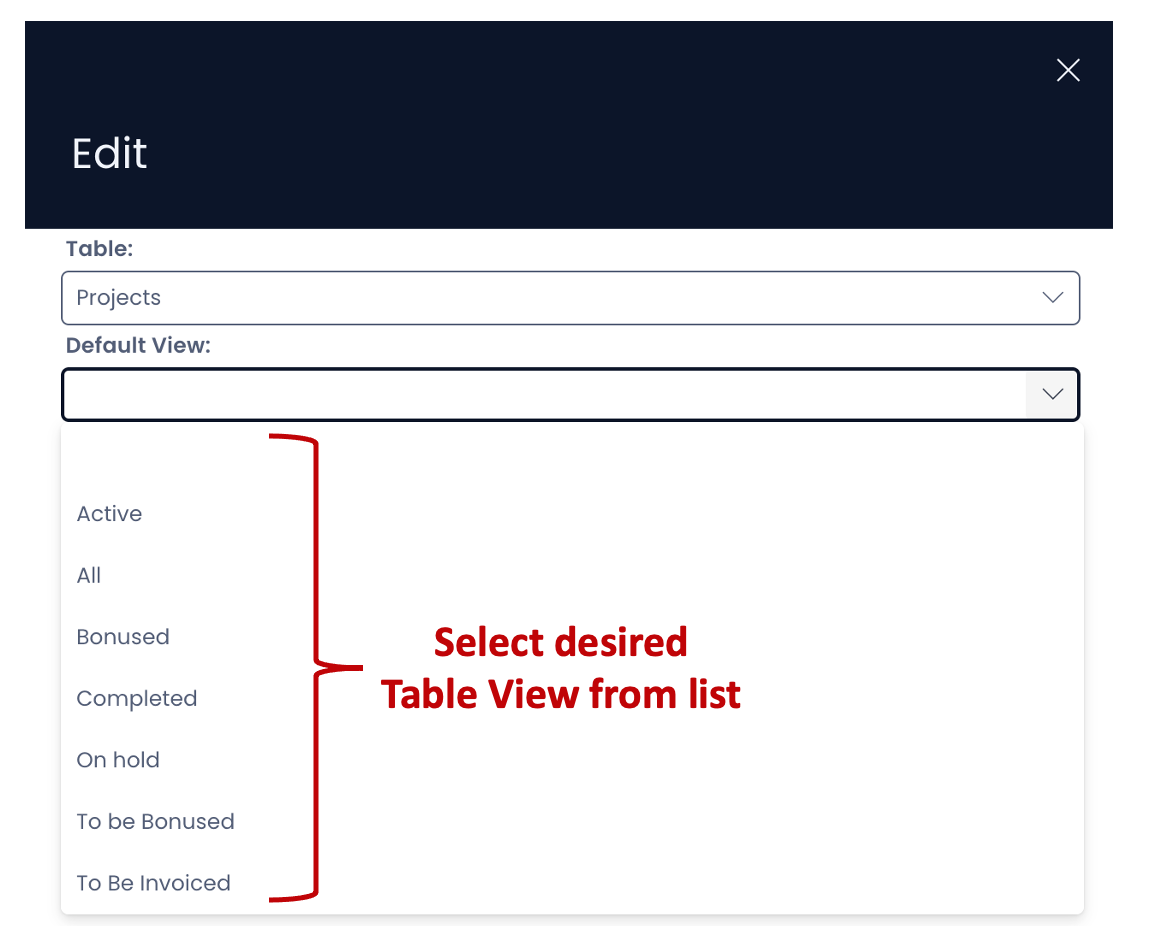 Edit
Table:
Projects
Default View:
Active
All
Bonused
Completed
On hold
To be Bonused
To Be Invoiced
Select desired
Table View from list